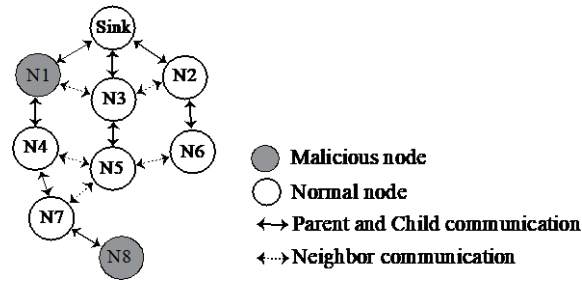 Sink
N1
N2
N3
N4
N5
N6
N7
N8
Malicious node
Normal node
Parent and Child communication
Neighbor communication